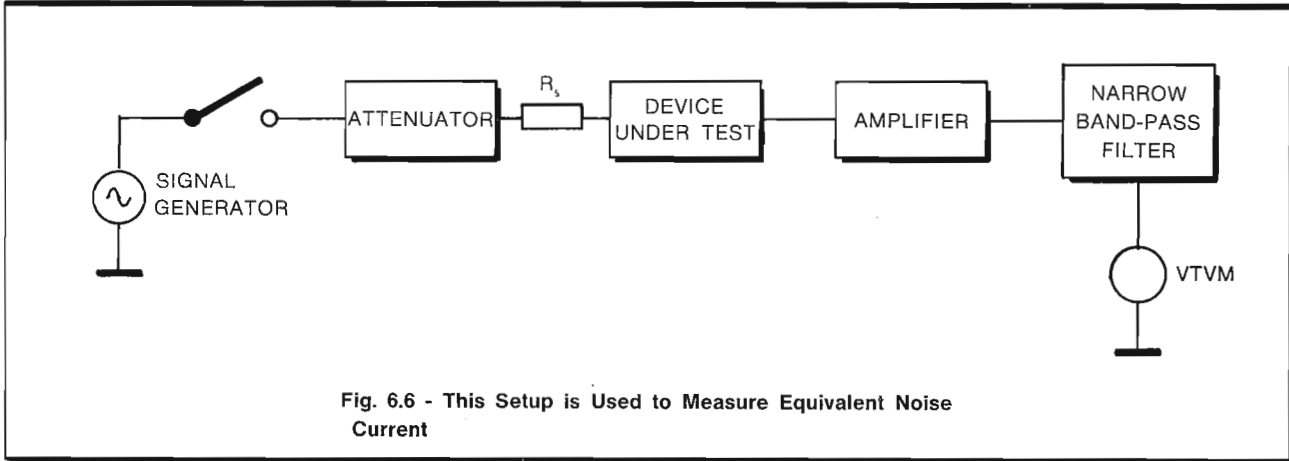 R_s
ATTENUATOR
DEVICE
UNDER TEST
AMPLIFIER
NARROW
BAND-PASS
FILTER
SIGNAL
GENERATOR
VTVM
Fig. 6.6 - This Setup is Used to Measure Equivalent Noise
Current